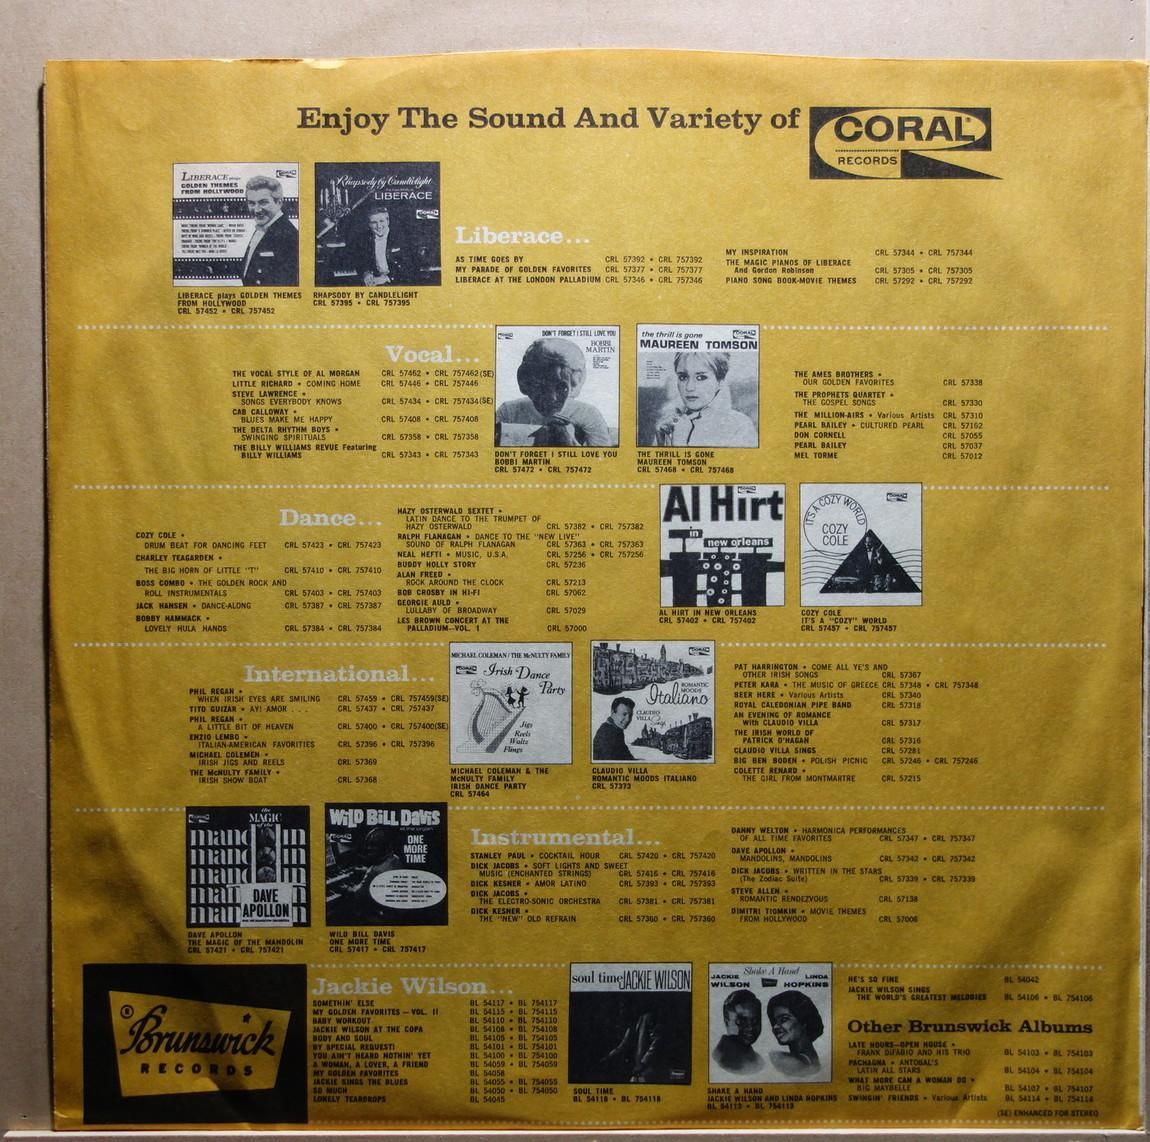 Enjoy The Sound And Variety of CORAL RECORDS
LIBERACE plays
GOLDEN THEMES
FROM HOLLYWOOD
Rhapsody by Candlelight
LIBERACE
CORAL
LIBERACE plays GOLDEN THEMES
FROM HOLLYWOOD
CRL 57452 • CRL 757452
RHAPSODY BY CANDLELIGHT
CRL 57395 • CRL 757395
Liberace...
AS TIME GOES BY CRL 57392 • CRL 757392
MY PARADE OF GOLDEN FAVORITES CRL 57377 • CRL 757377
LIBERACE AT THE LONDON PALLADIUM CRL 57346 • CRL 757346
MY INSPIRATION CRL 57344 • CRL 757344
THE MAGIC PIANOS OF LIBERACE
And Gordon Robinson CRL 57305 • CRL 757305
PIANO SONG BOOK-MOVIE THEMES CRL 57292 • CRL 757292
Vocal...
THE VOCAL STYLE OF AL MORGAN CRL 57462 • CRL 757462(SE)
LITTLE RICHARD • COMING HOME CRL 57446 • CRL 757446
STEVE LAWRENCE •
SONGS EVERYBODY KNOWS CRL 57434 • CRL 757434(SE)
CAB CALLOWAY •
BLUES MAKE ME HAPPY CRL 57408 • CRL 757408
THE DELTA RHYTHM BOYS •
SWINGING SPIRITUALS CRL 57358 • CRL 757358
THE BILLY WILLIAMS REVUE Featuring
BILLY WILLIAMS CRL 57343 • CRL 757343
DON'T FORGET I STILL LOVE YOU
BOBBI
MARTIN
DON'T FORGET I STILL LOVE YOU
BOBBI MARTIN
CRL 57472 • CRL 757472
the thrill is gone
MAUREEN TOMSON
THE THRILL IS GONE
MAUREEN TOMSON
CRL 57468 • CRL 757468
THE AMES BROTHERS •
OUR GOLDEN FAVORITES CRL 57338
THE PROPHETS QUARTET •
THE GOSPEL SONGS CRL 57330
THE MILLION-AIRS • Various Artists CRL 57310
PEARL BAILEY • CULTURED PEARL CRL 57162
DON CORNELL CRL 57055
PEARL BAILEY CRL 57037
MEL TORME CRL 57012
Dance...
COZY COLE •
DRUM BEAT FOR DANCING FEET CRL 57423 • CRL 757423
CHARLEY TEAGARDEN •
THE BIG HORN OF LITTLE "T" CRL 57410 • CRL 757410
BOSS COMBO • THE GOLDEN ROCK AND
ROLL INSTRUMENTALS CRL 57403 • CRL 757403
JACK HANSEN • DANCE-ALONG CRL 57387 • CRL 757387
BOBBY HAMMACK •
LOVELY HULA HANDS CRL 57384 • CRL 757384
HAZY OSTERWALD SEXTET •
LATIN DANCE TO THE TRUMPET OF
HAZY OSTERWALD CRL 57382 • CRL 757382
RALPH FLANAGAN • DANCE TO THE "NEW LIVE"
SOUND OF RALPH FLANAGAN CRL 57363 • CRL 757363
NEAL HEFTI • MUSIC, U.S.A. CRL 57256 • CRL 757256
BUDDY HOLLY STORY CRL 57236
ALAN FREED •
ROCK AROUND THE CLOCK CRL 57213
BOB CROSBY IN HI-FI CRL 57062
GEORGIE AULD •
LULLABY OF BROADWAY CRL 57029
LES BROWN CONCERT AT THE
PALLADIUM-VOL. 1 CRL 57000
Al Hirt
in
new orleans
AL HIRT IN NEW ORLEANS
CRL 57402 • CRL 757402
IT'S A COZY WORLD
COZY
COLE
COZY COLE
IT'S A "COZY" WORLD
CRL 57457 • CRL 757457
International...
PHIL REGAN •
WHEN IRISH EYES ARE SMILING CRL 57459 • CRL 757459(SE)
TITO GUIZAR • AY! AMOR . . . CRL 57437 • CRL 757437
PHIL REGAN •
A LITTLE BIT OF HEAVEN CRL 57400 • CRL 757400(SE)
ENZIO LEMBO •
ITALIAN-AMERICAN FAVORITIES CRL 57396 • CRL 757396
MICHAEL COLEMEN •
IRISH JIGS AND REELS CRL 57369
THE McNULTY FAMILY •
IRISH SHOW BOAT CRL 57368
MICHAEL COLEMAN / THE McNULTY FAMILY
Irish Dance
Party
Jigs
Reels
Waltz
Flings
MICHAEL COLEMAN & THE
McNULTY FAMILY
IRISH DANCE PARTY
CRL 57464
ROMANTIC
MOODS
Italiano
CLAUDIO
VILLA Sings
CLAUDIO VILLA
ROMANTIC MOODS ITALIANO
CRL 57373
PAT HARRINGTON • COME ALL YE'S AND
OTHER IRISH SONGS CRL 57367
PETER KARA • THE MUSIC OF GREECE CRL 57348 • CRL 757348
BEER HERE • Various Artists CRL 57340
ROYAL CALEDONIAN PIPE BAND CRL 57318
AN EVENING OF ROMANCE
With CLAUDIO VILLA CRL 57317
THE IRISH WORLD OF
PATRICK O'HAGAN CRL 57316
CLAUDIO VILLA SINGS CRL 57281
BIG BEN BODEN • POLISH PICNIC CRL 57246 • CRL 757246
COLETTE RENARD •
THE GIRL FROM MONTMARTRE CRL 57215
the
MAGIC
of the
mandolin
mandolin
mandolin
DAVE
APOLLON
DAVE APOLLON
THE MAGIC OF THE MANDOLIN
CRL 57421 • CRL 757421
WILD BILL DAVIS
at the organ
ONE
MORE
TIME
WILD BILL DAVIS
ONE MORE TIME
CRL 57417 • CRL 757417
Instrumental...
STANLEY PAUL • COCKTAIL HOUR CRL 57420 • CRL 757420
DICK JACOBS • SOFT LIGHTS AND SWEET
MUSIC (ENCHANTED STRINGS) CRL 57416 • CRL 757416
DICK KESNER • AMOR LATINO CRL 57393 • CRL 757393
DICK JACOBS •
THE ELECTRO-SONIC ORCHESTRA CRL 57381 • CRL 757381
DICK KESNER •
THE "NEW" OLD REFRAIN CRL 57360 • CRL 757360
DANNY WELTON • HARMONICA PERFORMANCES
OF ALL TIME FAVORITES CRL 57347 • CRL 757347
DAVE APOLLON •
MANDOLINS, MANDOLINS CRL 57342 • CRL 757342
DICK JACOBS • WRITTEN IN THE STARS
(The Zodiac Suite) CRL 57339 • CRL 757339
STEVE ALLEN •
ROMANTIC RENDEZVOUS CRL 57138
DIMITRI TIOMKIN • MOVIE THEMES
FROM HOLLYWOOD CRL 57006
® Brunswick
RECORDS
Jackie Wilson...
SOMETHIN' ELSE BL 54117 • BL 754117
MY GOLDEN FAVORITES — VOL. II BL 54115 • BL 754115
BABY WORKOUT BL 54110 • BL 754110
JACKIE WILSON AT THE COPA BL 54108 • BL 754108
BODY AND SOUL BL 54105 • BL 754105
BY SPECIAL REQUEST! BL 54101 • BL 754101
YOU AIN'T HEARD NOTHIN' YET BL 54100 • BL 754100
A WOMAN, A LOVER, A FRIEND BL 54059 • BL 754059
MY GOLDEN FAVORITES BL 54058
JACKIE SINGS THE BLUES BL 54055 • BL 754055
SO MUCH BL 54050 • BL 754050
LONELY TEARDROPS BL 54045
soul time JACKIE WILSON
SOUL TIME
BL 54118 • BL 754118
Shake A Hand
JACKIE
WILSON
LINDA
HOPKINS
SHAKE A HAND
JACKIE WILSON AND LINDA HOPKINS
BL 54113 • BL 754113
HE'S SO FINE BL 54042
JACKIE WILSON SINGS
THE WORLD'S GREATEST MELODIES BL 54106 • BL 754106
Other Brunswick Albums
LATE HOURS—OPEN HOUSE •
FRANK DiFABIO AND HIS TRIO BL 54103 • BL 754103
PACHAGNA • ANTOBAL'S
LATIN ALL STARS BL 54104 • BL 754104
WHAT MORE CAN A WOMAN DO •
BIG MAYBELLE BL 54107 • BL 754107
SWINGIN' FRIENDS • Various Artists BL 54114 • BL 754114
(SE) ENHANCED FOR STEREO